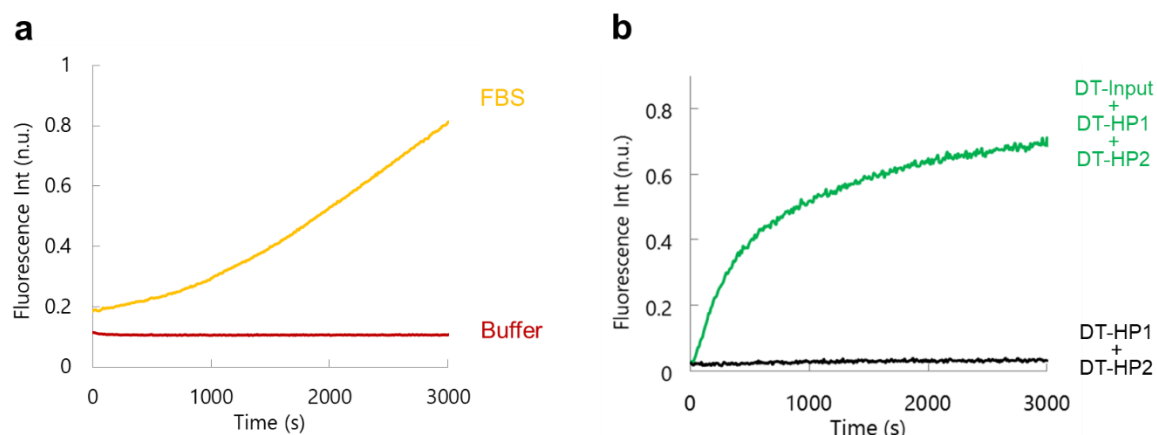 a
Fluorescence Int (n.u.)
1
0.8
0.6
0.4
0.2
0
0
1000
2000
3000
Time (s)
FBS
Buffer
b
Fluorescence Int (n.u.)
0.8
0.6
0.4
0.2
0
0
1000
2000
3000
Time (s)
DT-Input
+
DT-HP1
+
DT-HP2
DT-HP1
+
DT-HP2